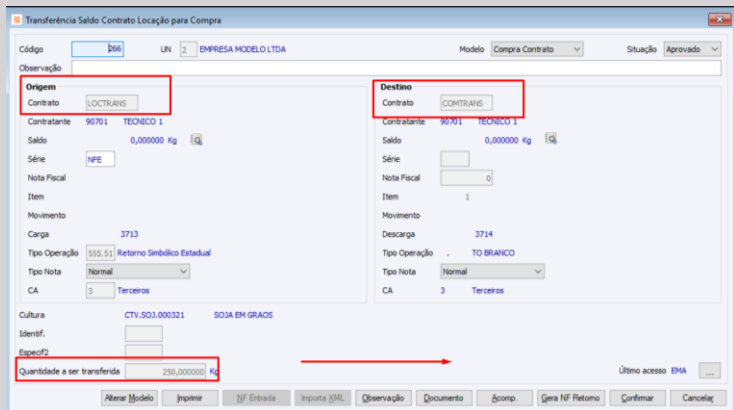 Transferência Saldo Contrato Locação para Compra
Código 266 UN 2 EMPRESA MODELO LTDA Modelo Compra Contrato Situação Aprovado
Observação
Origem Destino
Contrato LOCTRANS Contrato COMTRANS
Contratante 90701 TECNICO 1 Contratante 90701 TECNICO 1
Saldo 0,000000 Kg Saldo 0,000000 Kg
Série NFE Série
Nota Fiscal Nota Fiscal 0
Item Item 1
Movimento Movimento
Carga 3713 Descarga 3714
Tipo Operação 555.51 Retorno Simbólico Estadual Tipo Operação . TO BRANCO
Tipo Nota Normal Tipo Nota Normal
CA 3 Terceiros CA 3 Terceiros
Cultura CTV.SOJ.000321 SOJA EM GRAOS
Identif.
Especif2
Quantidade a ser transferida 250,000000 Kg Último acesso EMA ...
Alterar Modelo Imprimir NF Entrada Importa XML Observação Documento Acomp. Gera NF Retorno Confirmar Cancelar